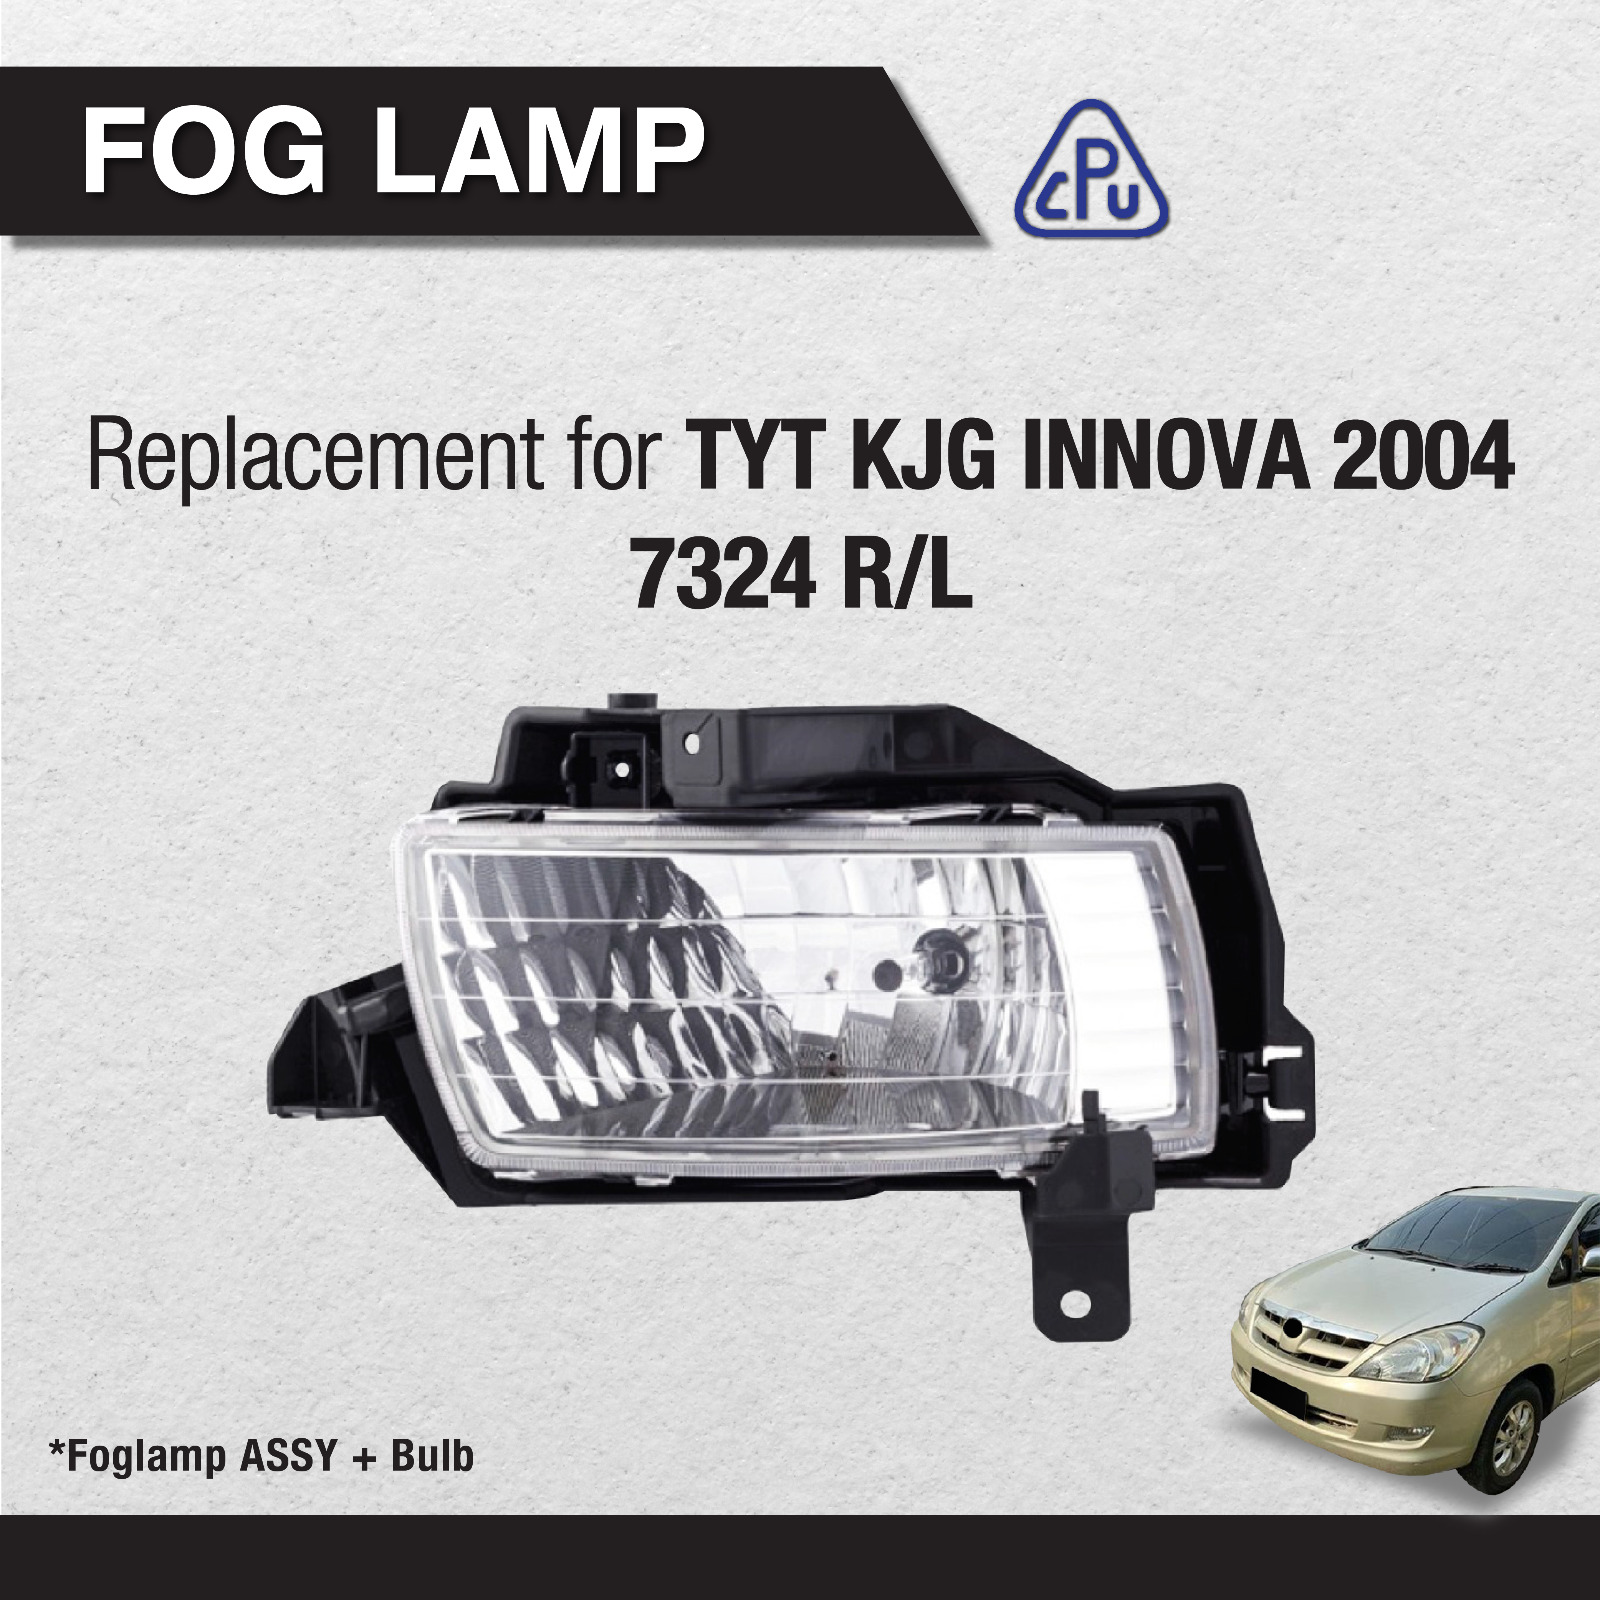 FOG LAMP
CPU
Replacement for TYT KJG INNOVA 2004
7324 R/L
*Foglamp ASSY + Bulb